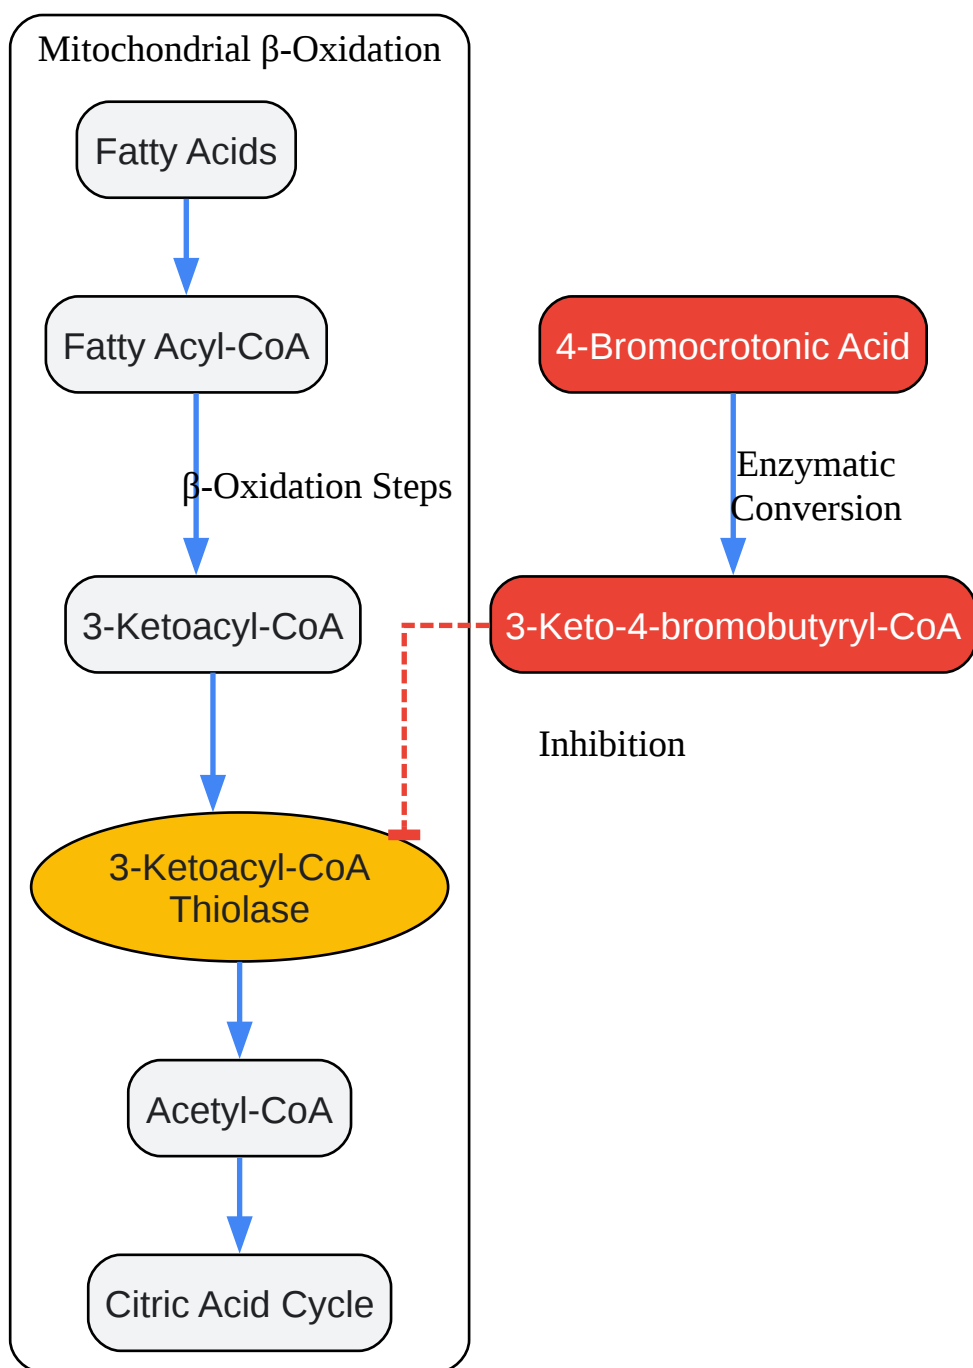 Mitochondrial β-Oxidation
Fatty Acids
Fatty Acyl-CoA
4-Bromocrotonic Acid
β-Oxidation Steps
Enzymatic
Conversion
3-Ketoacyl-CoA
3-Keto-4-bromobutyryl-CoA
Inhibition
3-Ketoacyl-CoA
Thiolase
Acetyl-CoA
Citric Acid Cycle